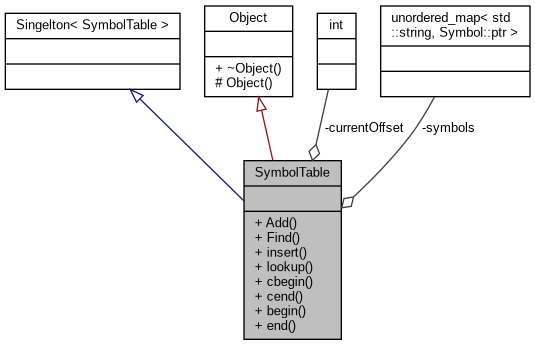 Singelton< SymbolTable >
Object
+ ~Object()
# Object()
int
unordered_map< std
::string, Symbol::ptr >
-currentOffset
-symbols
SymbolTable
+ Add()
+ Find()
+ insert()
+ lookup()
+ cbegin()
+ cend()
+ begin()
+ end()